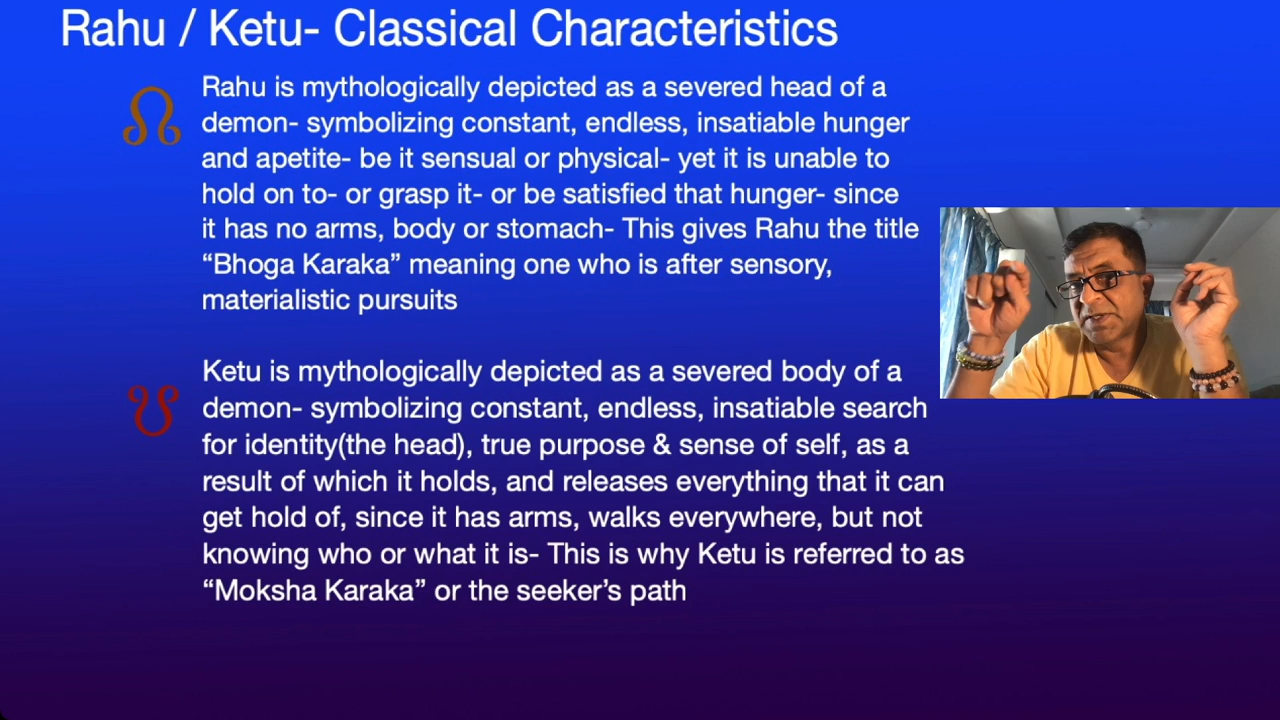 Rahu / Ketu- Classical Characteristics
Rahu is mythologically depicted as a severed head of a
demon- symbolizing constant, endless, insatiable hunger
and apetite- be it sensual or physical- yet it is unable to
hold on to- or grasp it- or be satisfied that hunger- since
it has no arms, body or stomach- This gives Rahu the title
“Bhoga Karaka” meaning one who is after sensory,
materialistic pursuits
Ketu is mythologically depicted as a severed body of a
demon- symbolizing constant, endless, insatiable search
for identity(the head), true purpose & sense of self, as a
result of which it holds, and releases everything that it can
get hold of, since it has arms, walks everywhere, but not
knowing who or what it is- This is why Ketu is referred to as
“Moksha Karaka” or the seeker’s path